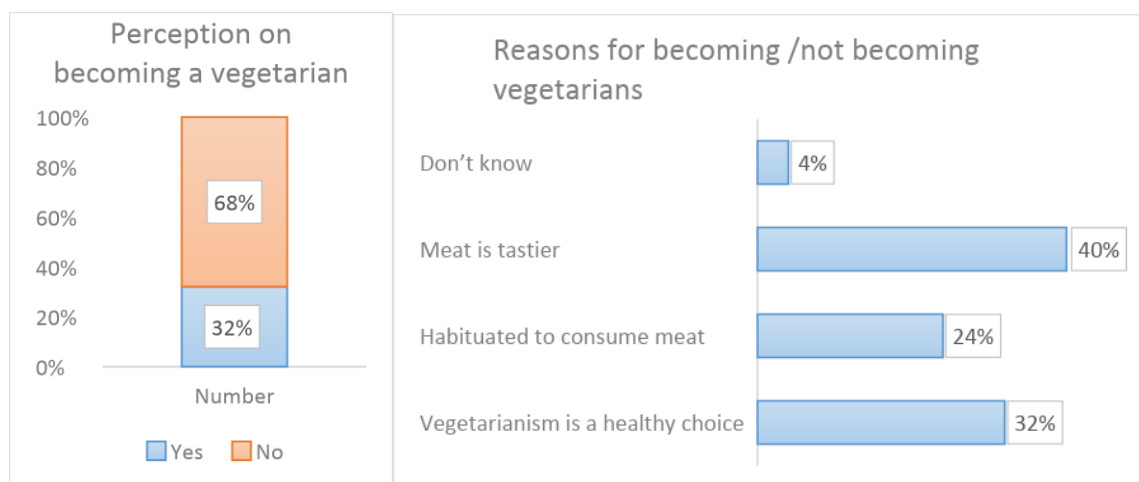 Perception on
becoming a vegetarian
100%
80%
60%
40%
20%
0%
68%
32%
Number
Yes No
Reasons for becoming /not becoming
vegetarians
Don’t know 4%
Meat is tastier 40%
Habituated to consume meat 24%
Vegetarianism is a healthy choice 32%